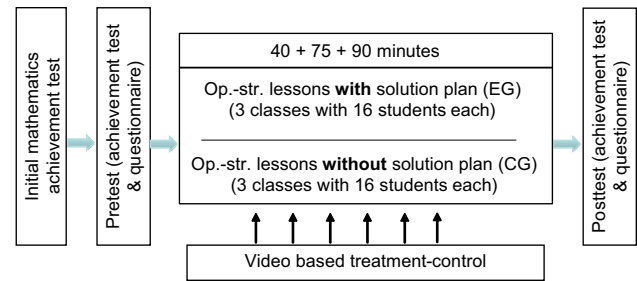 Initial mathematics
achievement test
Pretest (achievement test
& questionnaire)
40 + 75 + 90 minutes
Op.-str. lessons with solution plan (EG)
(3 classes with 16 students each)
Op.-str. lessons without solution plan (CG)
(3 classes with 16 students each)
Video based treatment-control
Posttest (achievement test
& questionnaire)